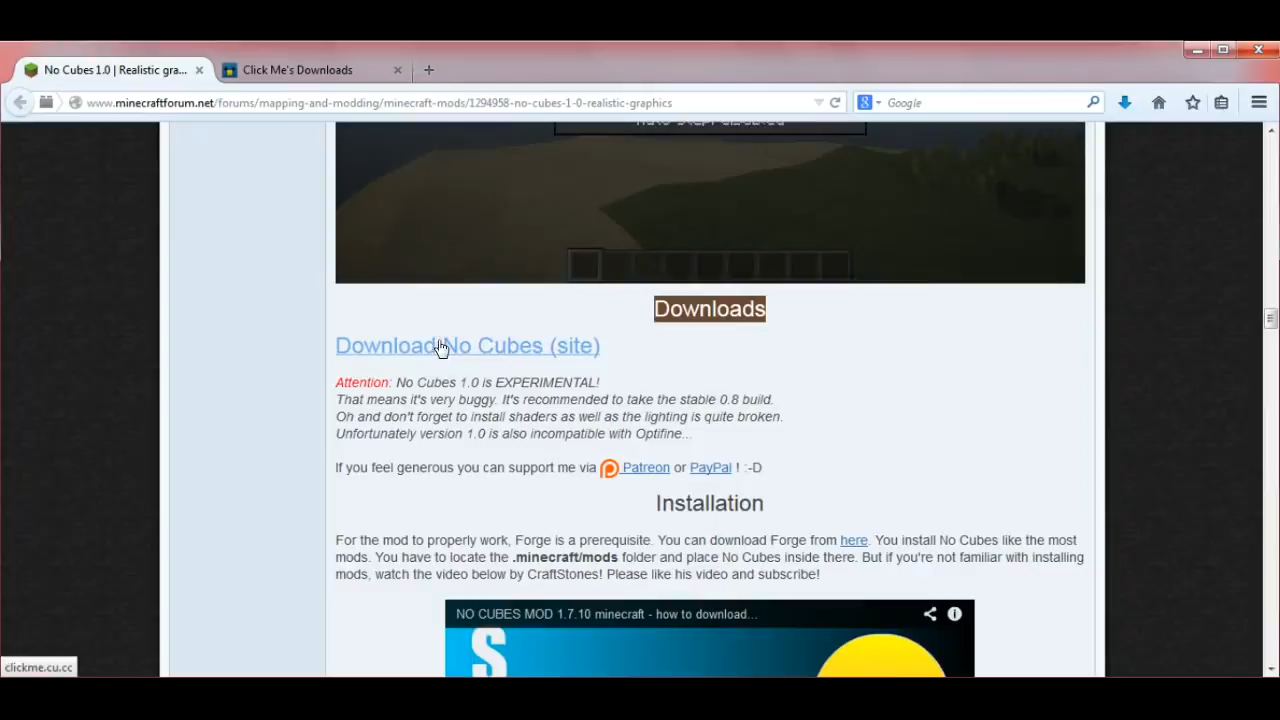 No Cubes 1.0 | Realistic gra...
Click Me's Downloads
www.minecraftforum.net/forums/mapping-and-modding/minecraft-mods/1294958-no-cubes-1-0-realistic-graphics
Google
Downloads
Download No Cubes (site)
Attention: No Cubes 1.0 is EXPERIMENTAL!
That means it's very buggy. It's recommended to take the stable 0.8 build.
Oh and don't forget to install shaders as well as the lighting is quite broken.
Unfortunately version 1.0 is also incompatible with Optifine...
If you feel generous you can support me via Patreon or PayPal ! :-D
Installation
For the mod to properly work, Forge is a prerequisite. You can download Forge from here. You install No Cubes like the most
mods. You have to locate the .minecraft/mods folder and place No Cubes inside there. But if you're not familiar with installing
mods, watch the video below by CraftStones! Please like his video and subscribe!
NO CUBES MOD 1.7.10 minecraft - how to download...
S
clickme.cu.cc